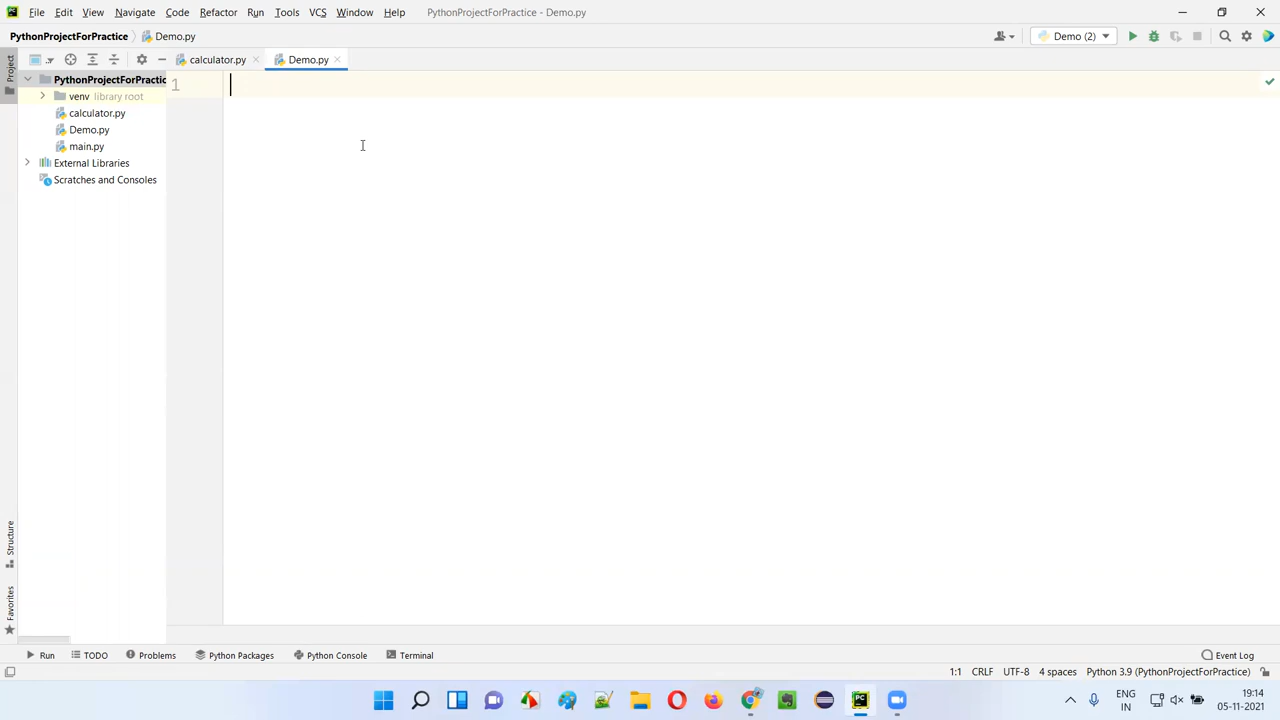 File Edit View Navigate Code Refactor Run Tools VCS Window Help PythonProjectForPractice - Demo.py
PythonProjectForPractice Demo.py Demo (2)
Project
calculator.py Demo.py
PythonProjectForPractic
venv library root
calculator.py
Demo.py
main.py
External Libraries
Scratches and Consoles
1
Structure
Favorites
Run TODO Problems Python Packages Python Console Terminal Event Log
1:1 CRLF UTF-8 4 spaces Python 3.9 (PythonProjectForPractice)
ENG 19:14
IN 05-11-2021